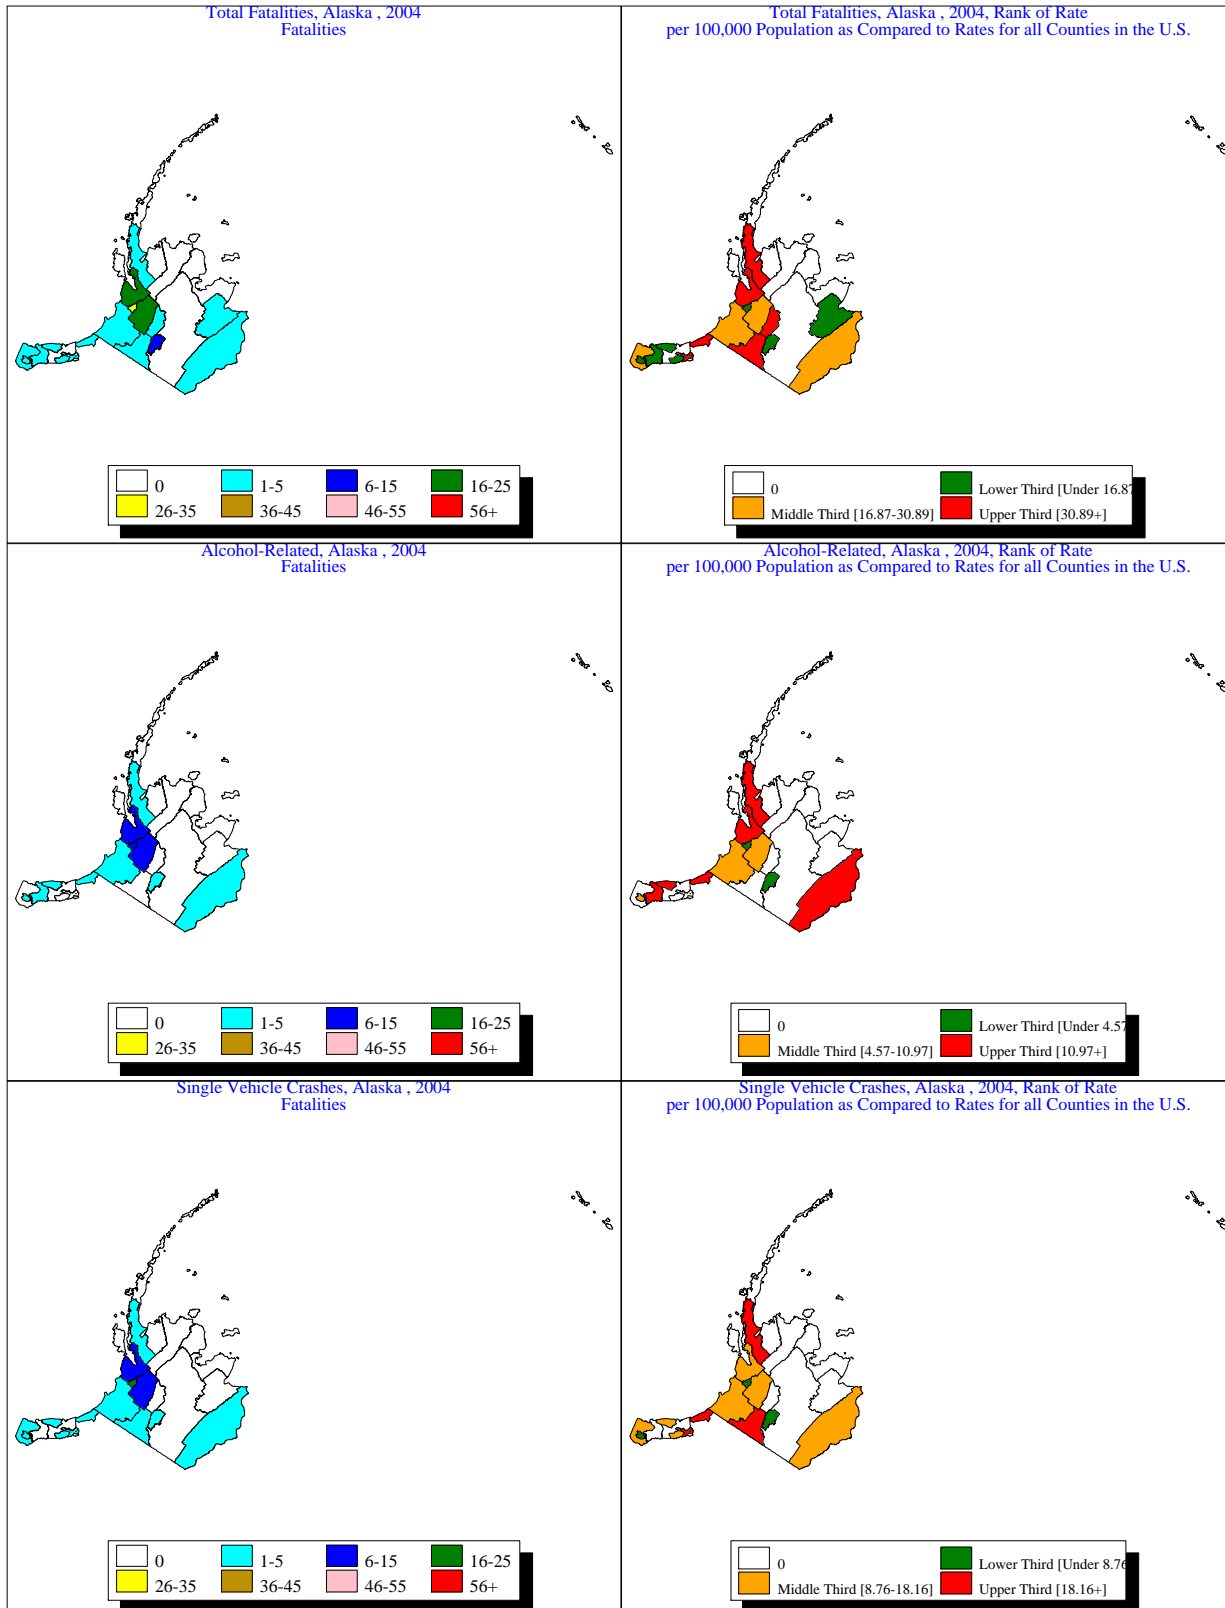 Total Fatalities, Alaska , 2004
Fatalities
0
1-5
6-15
16-25
26-35
36-45
46-55
56+
Total Fatalities, Alaska , 2004, Rank of Rate
per 100,000 Population as Compared to Rates for all Counties in the U.S.
0
Lower Third [Under 16.87
Middle Third [16.87-30.89]
Upper Third [30.89+]
Alcohol-Related, Alaska , 2004
Fatalities
0
1-5
6-15
16-25
26-35
36-45
46-55
56+
Alcohol-Related, Alaska , 2004, Rank of Rate
per 100,000 Population as Compared to Rates for all Counties in the U.S.
0
Lower Third [Under 4.57
Middle Third [4.57-10.97]
Upper Third [10.97+]
Single Vehicle Crashes, Alaska , 2004
Fatalities
0
1-5
6-15
16-25
26-35
36-45
46-55
56+
Single Vehicle Crashes, Alaska , 2004, Rank of Rate
per 100,000 Population as Compared to Rates for all Counties in the U.S.
0
Lower Third [Under 8.76
Middle Third [8.76-18.16]
Upper Third [18.16+]